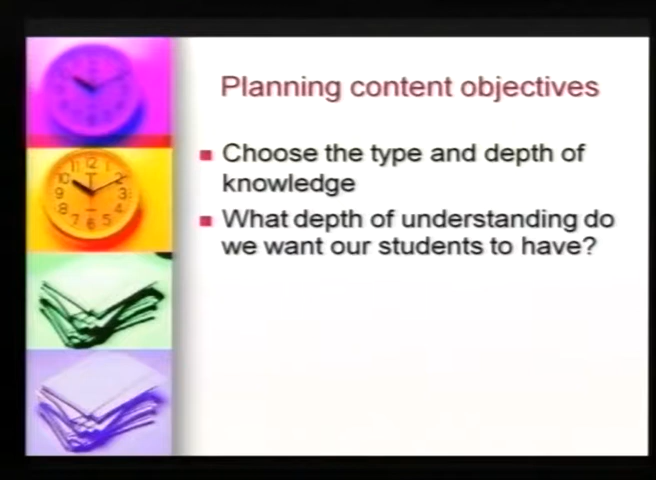 Planning content objectives
Choose the type and depth of
knowledge
What depth of understanding do
we want our students to have?